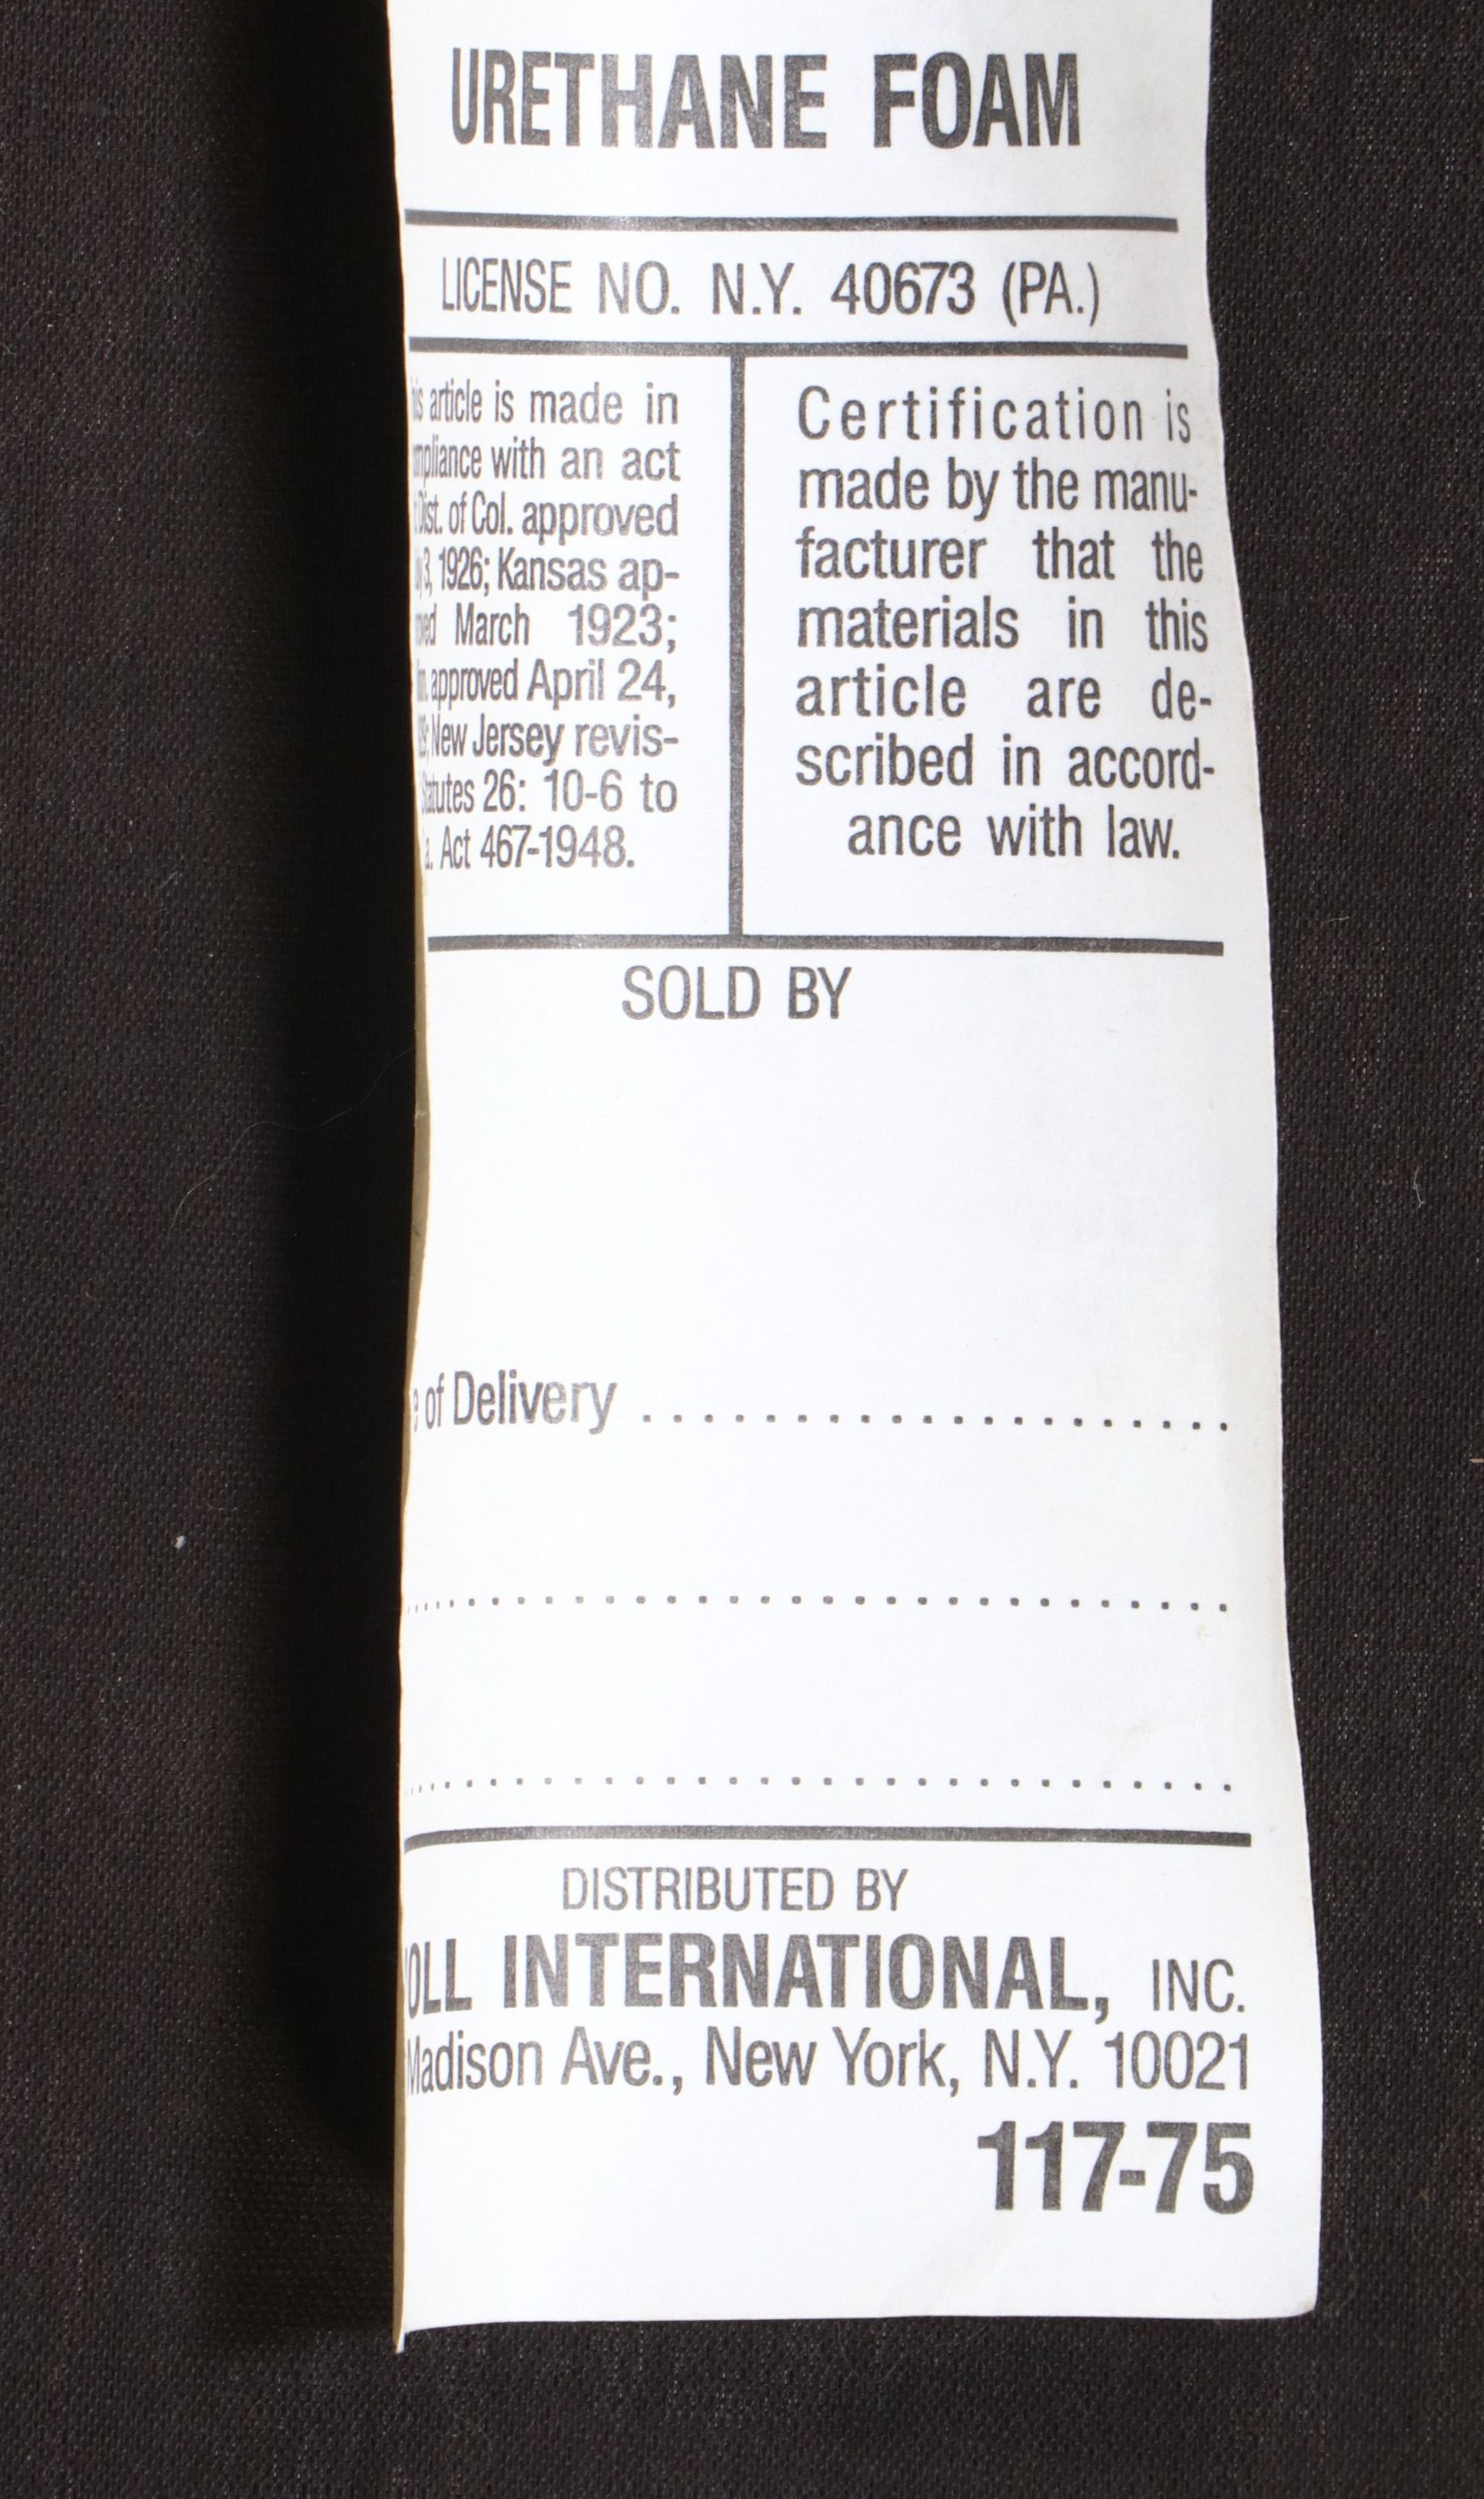 URETHANE FOAM
LICENSE NO. N.Y. 40673 (PA.)
article is made in
with an act
Dist. of Col. approved
3, 1926; Kansas ap-
March 1923;
approved April 24,
New Jersey revis-
Statutes 26: 10-6 to
Act 467-1948.
Certification is
made by the manu-
facturer that the
materials in this
article are de-
scribed in accord-
ance with law.
SOLD BY
of Delivery ......................
DISTRIBUTED BY
OLL INTERNATIONAL, INC.
Madison Ave., New York, N.Y. 10021
117-75